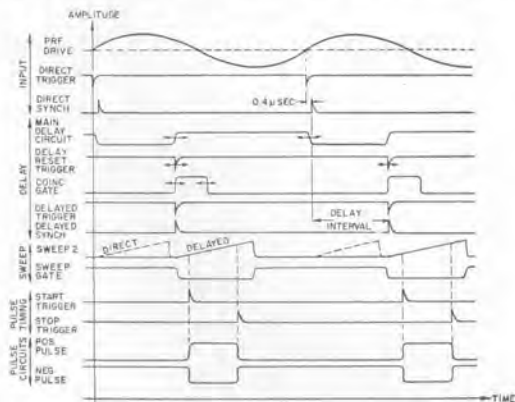 AMPLITUDE
INPUT
PRF
DRIVE
DIRECT
TRIGGER
DIRECT
SYNCH
0.4 μ SEC
DELAY
MAIN
DELAY
CIRCUIT
DELAY
RESET
TRIGGER
COINC
GATE
DELAYED
TRIGGER
DELAYED
SYNCH
DELAY
INTERVAL
SWEEP
SWEEP 2
DIRECT
DELAYED
SWEEP
GATE
PULSE
TIMING
START
TRIGGER
STOP
TRIGGER
PULSE
CIRCUITS
POS.
PULSE
NEG
PULSE
TIME